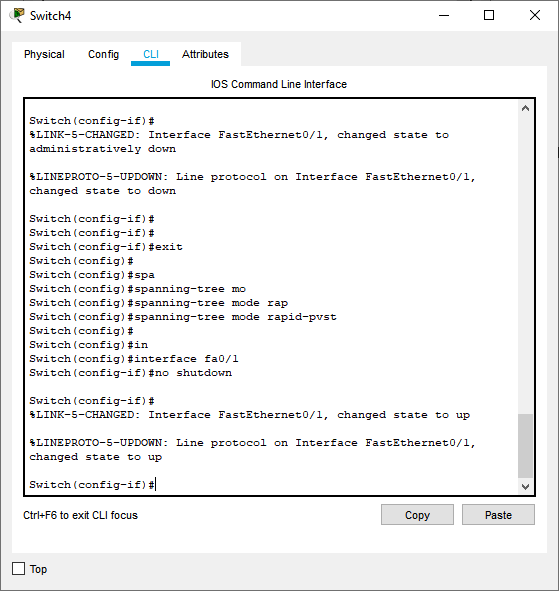 Switch4
Physical Config CLI Attributes
IOS Command Line Interface
Switch(config-if)#
%LINK-5-CHANGED: Interface FastEthernet0/1, changed state to
administratively down
%LINEPROTO-5-UPDOWN: Line protocol on Interface FastEthernet0/1,
changed state to down
Switch(config-if)#
Switch(config-if)#
Switch(config-if)#exit
Switch(config)#
Switch(config)#spa
Switch(config)#spanning-tree mo
Switch(config)#spanning-tree mode rap
Switch(config)#spanning-tree mode rapid-pvst
Switch(config)#
Switch(config)#in
Switch(config)#interface fa0/1
Switch(config-if)#no shutdown
Switch(config-if)#
%LINK-5-CHANGED: Interface FastEthernet0/1, changed state to up
%LINEPROTO-5-UPDOWN: Line protocol on Interface FastEthernet0/1,
changed state to up
Switch(config-if)#
Ctrl+F6 to exit CLI focus
Copy Paste
Top